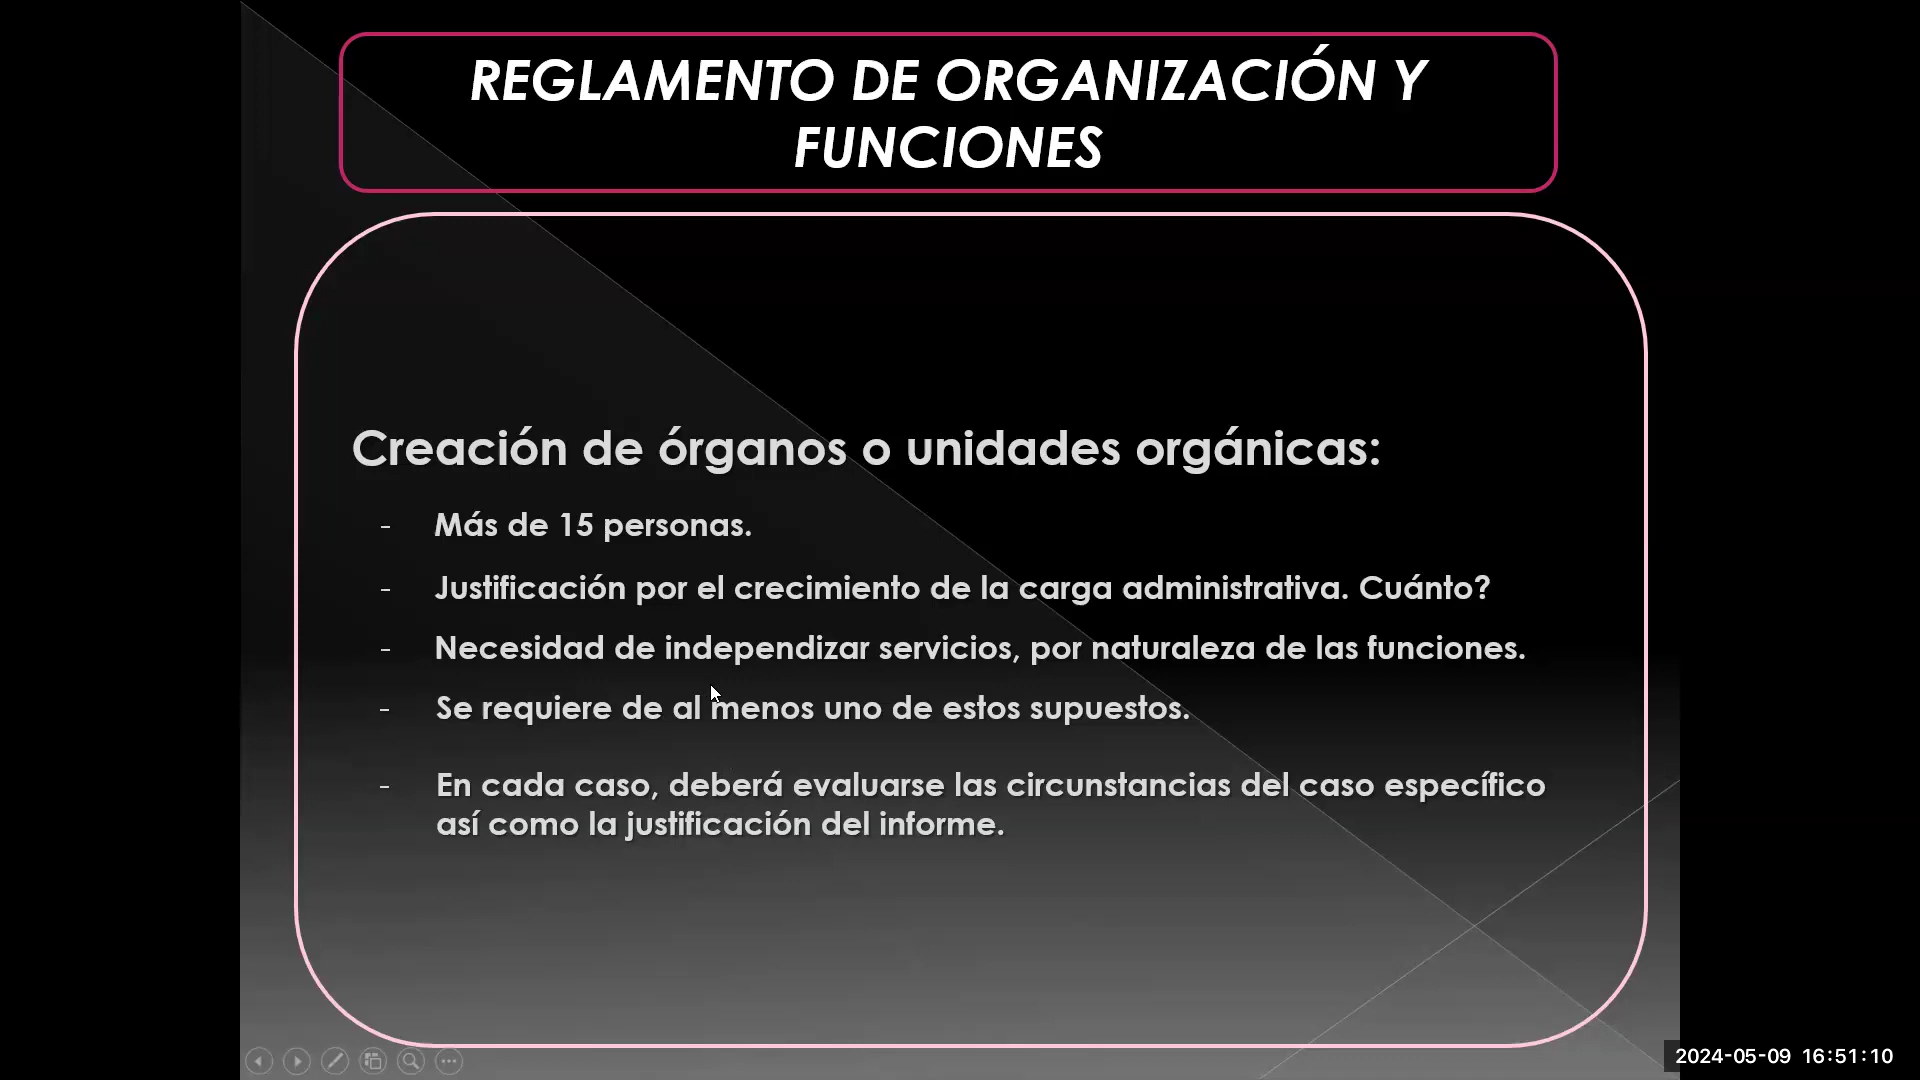 REGLAMENTO DE ORGANIZACIÓN Y
FUNCIONES
Creación de órganos o unidades orgánicas:
- Más de 15 personas.
- Justificación por el crecimiento de la carga administrativa. Cuánto?
- Necesidad de independizar servicios, por naturaleza de las funciones.
- Se requiere de al menos uno de estos supuestos.
- En cada caso, deberá evaluarse las circunstancias del caso específico
así como la justificación del informe.
2024-05-09 16:51:10